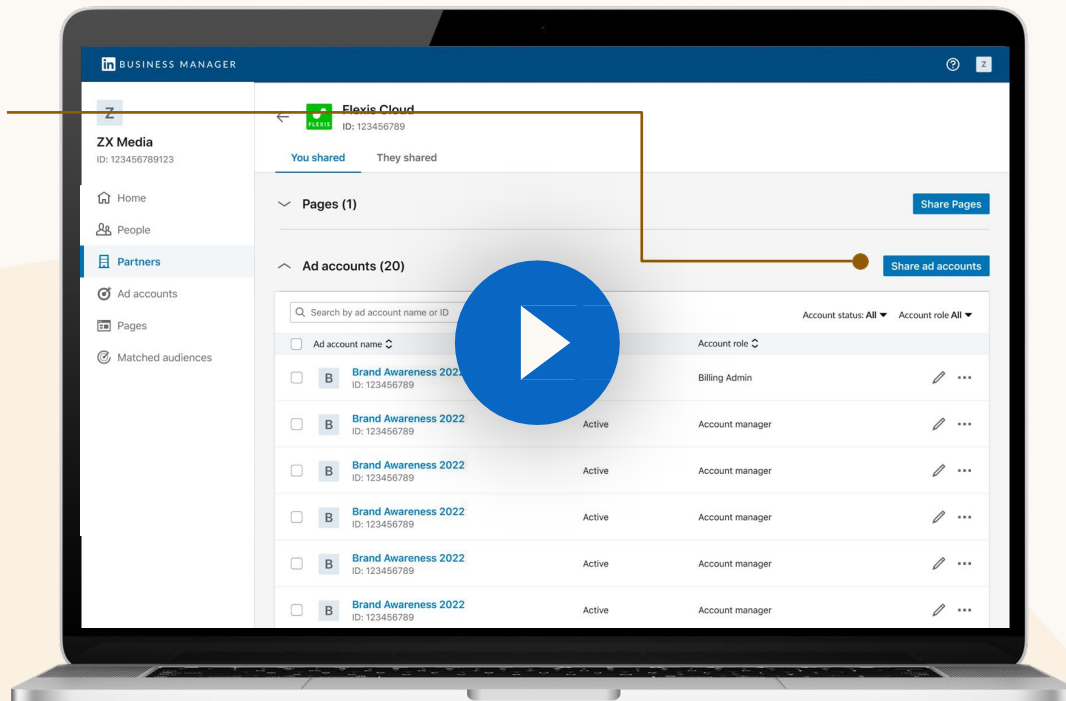 in BUSINESS MANAGER
Z
Z
ZX Media
ID: 123456789123
Home
People
Partners
Ad accounts
Pages
Matched audiences
FLEXIS
Flexis Cloud
ID: 123456789
You shared
They shared
Pages (1)
Share Pages
Ad accounts (20)
Share ad accounts
Search by ad account name or ID
Account status: All
Account role All
Ad account name
Account role
B
Brand Awareness 2022
ID: 123456789
Billing Admin
B
Brand Awareness 2022
ID: 123456789
Active
Account manager
B
Brand Awareness 2022
ID: 123456789
Active
Account manager
B
Brand Awareness 2022
ID: 123456789
Active
Account manager
B
Brand Awareness 2022
ID: 123456789
Active
Account manager
B
Brand Awareness 2022
ID: 123456789
Active
Account manager